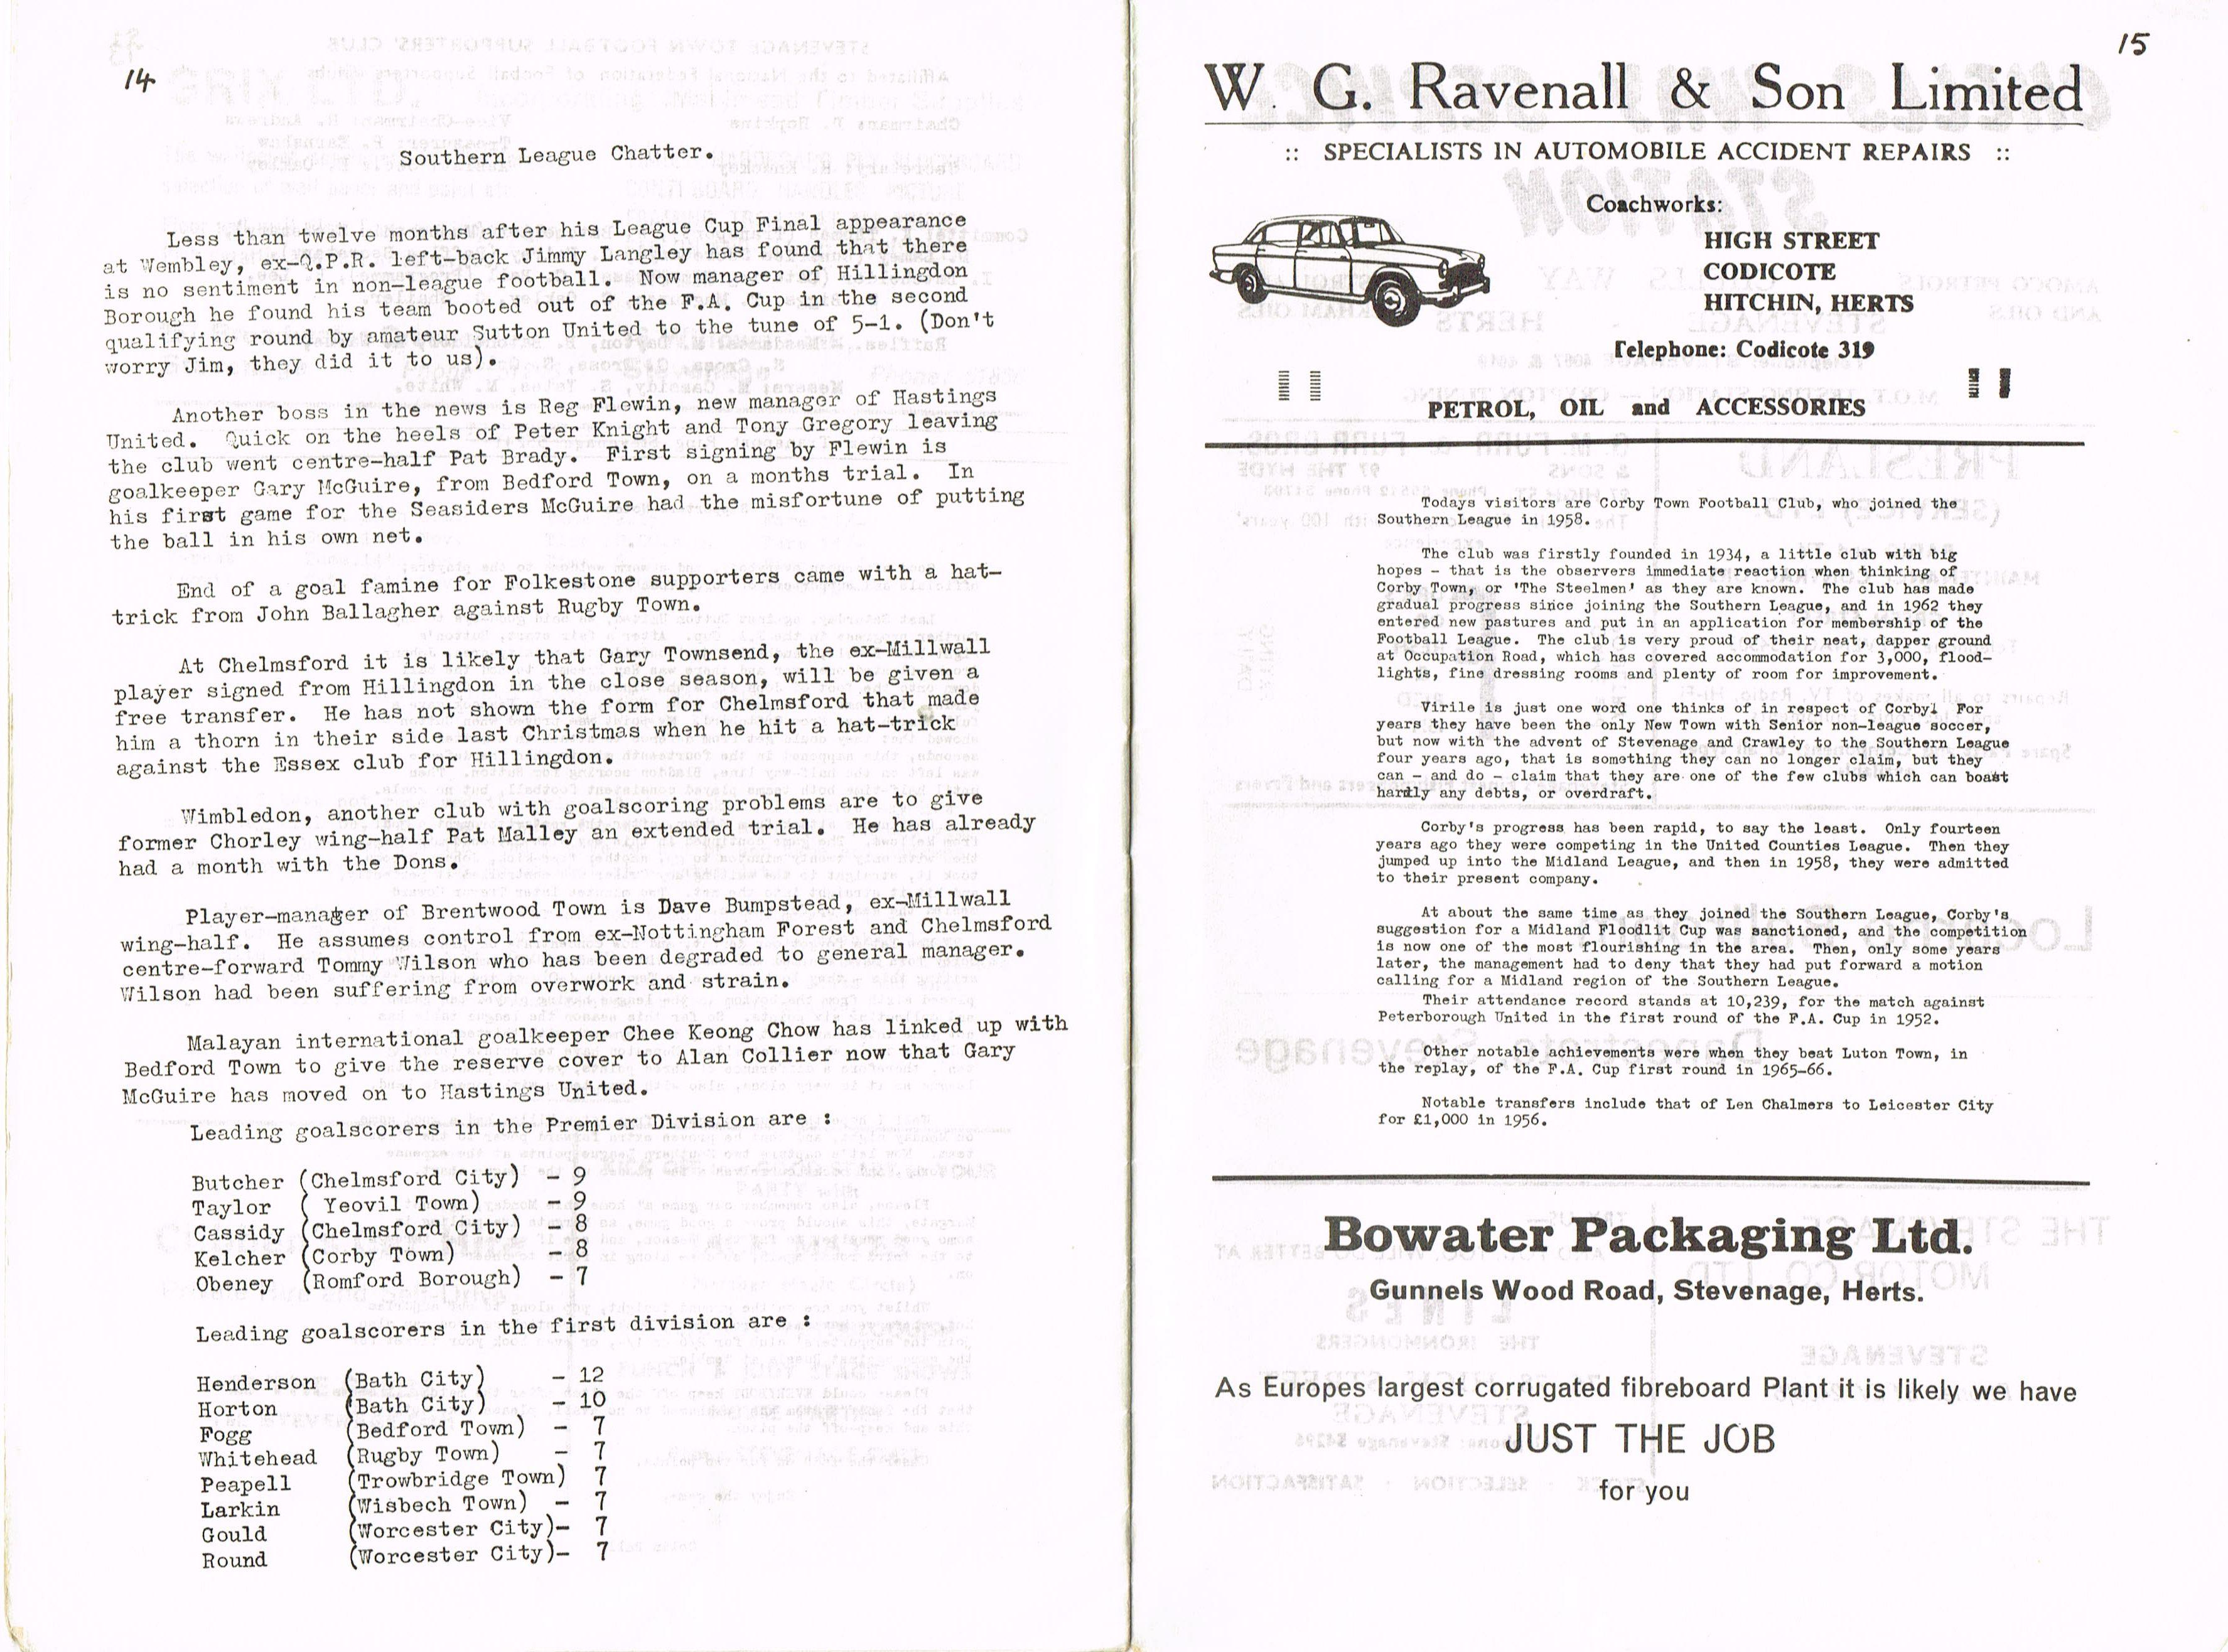 14
Southern League Chatter.
Less than twelve months after his League Cup Final appearance
at Wembley, ex-Q.P.R. left-back Jimmy Langley has found that there
is no sentiment in non-league football. Now manager of Hillingdon
Borough he found his team booted out of the F.A. Cup in the second
qualifying round by amateur Sutton United to the tune of 5-1. (Don't
worry Jim, they did it to us).
Another boss in the news is Reg Flewin, new manager of Hastings
United. Quick on the heels of Peter Knight and Tony Gregory leaving
the club went centre-half Pat Brady. First signing by Flewin is
goalkeeper Gary McGuire, from Bedford Town, on a months trial. In
his first game for the Seasiders McGuire had the misfortune of putting
the ball in his own net.
End of a goal famine for Folkestone supporters came with a hat-
trick from John Ballagher against Rugby Town.
At Chelmsford it is likely that Gary Townsend, the ex-Millwall
player signed from Hillingdon in the close season, will be given a
free transfer. He has not shown the form for Chelmsford that made
him a thorn in their side last Christmas when he hit a hat-trick
against the Essex club for Hillingdon.
Wimbledon, another club with goalscoring problems are to give
former Chorley wing-half Pat Malley an extended trial. He has already
had a month with the Dons.
Player-manager of Brentwood Town is Dave Bumpstead, ex-Millwall
wing-half. He assumes control from ex-Nottingham Forest and Chelmsford
centre-forward Tommy Wilson who has been degraded to general manager.
Wilson had been suffering from overwork and strain.
Malayan international goalkeeper Chee Keong Chow has linked up with
Bedford Town to give the reserve cover to Alan Collier now that Gary
McGuire has moved on to Hastings United.
Leading goalscorers in the Premier Division are :
Butcher (Chelmsford City) - 9
Taylor ( Yeovil Town) - 9
Cassidy (Chelmsford City) - 8
Kelcher (Corby Town) - 8
Obeney (Romford Borough) - 7
Leading goalscorers in the first division are :
Henderson (Bath City) - 12
Horton (Bath City) - 10
Fogg (Bedford Town) - 7
Whitehead (Rugby Town) - 7
Peapell (Trowbridge Town) 7
Larkin (Wisbech Town) - 7
Gould (Worcester City)- 7
Round (Worcester City)- 7
15
W. G. Ravenall & Son Limited
:: SPECIALISTS IN AUTOMOBILE ACCIDENT REPAIRS ::
Coachworks:
HIGH STREET
CODICOTE
HITCHIN, HERTS
Telephone: Codicote 319
PETROL, OIL and ACCESSORIES
Todays visitors are Corby Town Football Club, who joined the
Southern League in 1958.
The club was firstly founded in 1934, a little club with big
hopes - that is the observers immediate reaction when thinking of
Corby Town, or 'The Steelmen' as they are known. The club has made
gradual progress since joining the Southern League, and in 1962 they
entered new pastures and put in an application for membership of the
Football League. The club is very proud of their neat, dapper ground
at Occupation Road, which has covered accommodation for 3,000, flood-
lights, fine dressing rooms and plenty of room for improvement.
Virile is just one word one thinks of in respect of Corby! For
years they have been the only New Town with Senior non-league soccer,
but now with the advent of Stevenage and Crawley to the Southern League
four years ago, that is something they can no longer claim, but they
can - and do - claim that they are one of the few clubs which can boast
hardly any debts, or overdraft.
Corby's progress has been rapid, to say the least. Only fourteen
years ago they were competing in the United Counties League. Then they
jumped up into the Midland League, and then in 1958, they were admitted
to their present company.
At about the same time as they joined the Southern League, Corby's
suggestion for a Midland Floodlit Cup was sanctioned, and the competition
is now one of the most flourishing in the area. Then, only some years
later, the management had to deny that they had put forward a motion
calling for a Midland region of the Southern League.
Their attendance record stands at 10,239, for the match against
Peterborough United in the first round of the F.A. Cup in 1952.
Other notable achievements were when they beat Luton Town, in
the replay, of the F.A. Cup first round in 1965-66.
Notable transfers include that of Len Chalmers to Leicester City
for £1,000 in 1956.
Bowater Packaging Ltd.
Gunnels Wood Road, Stevenage, Herts.
As Europes largest corrugated fibreboard Plant it is likely we have
JUST THE JOB
for you